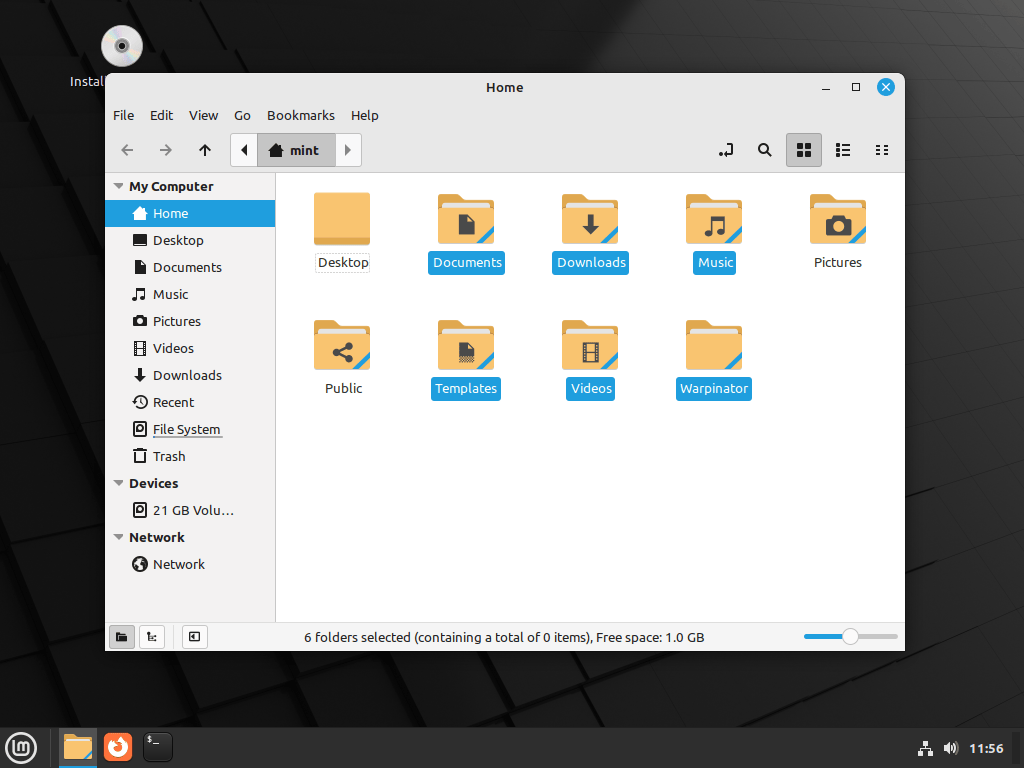 Instal
Home
File Edit View Go Bookmarks Help
mint
My Computer
Home
Desktop
Documents
Music
Pictures
Videos
Downloads
Recent
File System
Trash
Devices
21 GB Volu...
Network
Network
Desktop Documents Downloads Music Pictures
Public Templates Videos Warpinator
6 folders selected (containing a total of 0 items), Free space: 1.0 GB
lm
$_
11:56